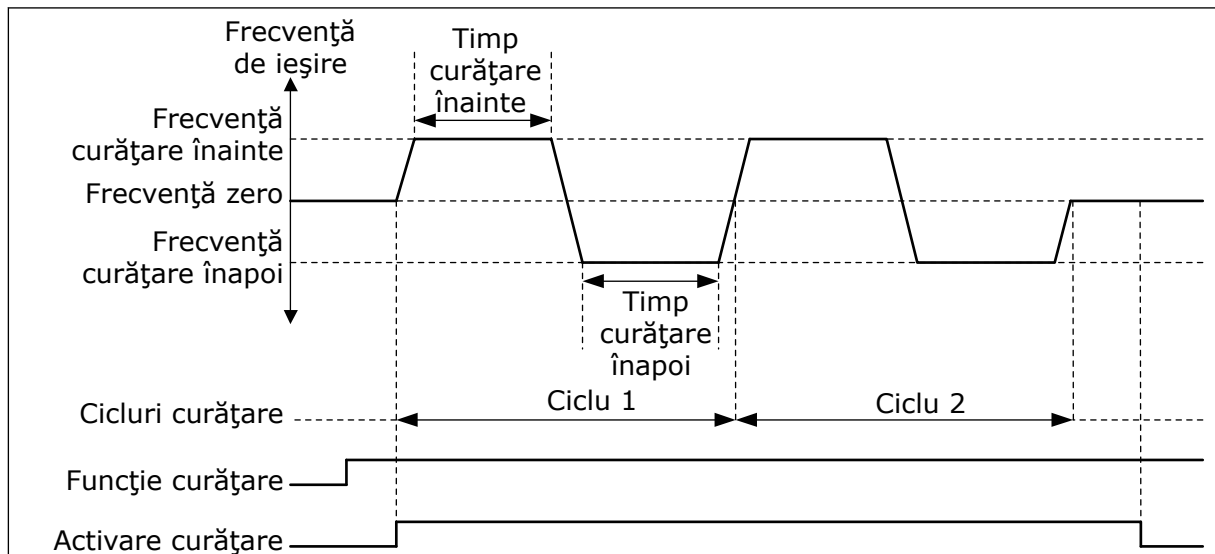 Frecvenţă
de ieşire
Timp
curăţare
înainte
Frecvenţă
curăţare înainte
Frecvenţă zero
Frecvenţă
curăţare înapoi
Timp
curăţare
înapoi
Cicluri curăţare
Ciclu 1
Ciclu 2
Funcţie curăţare
Activare curăţare